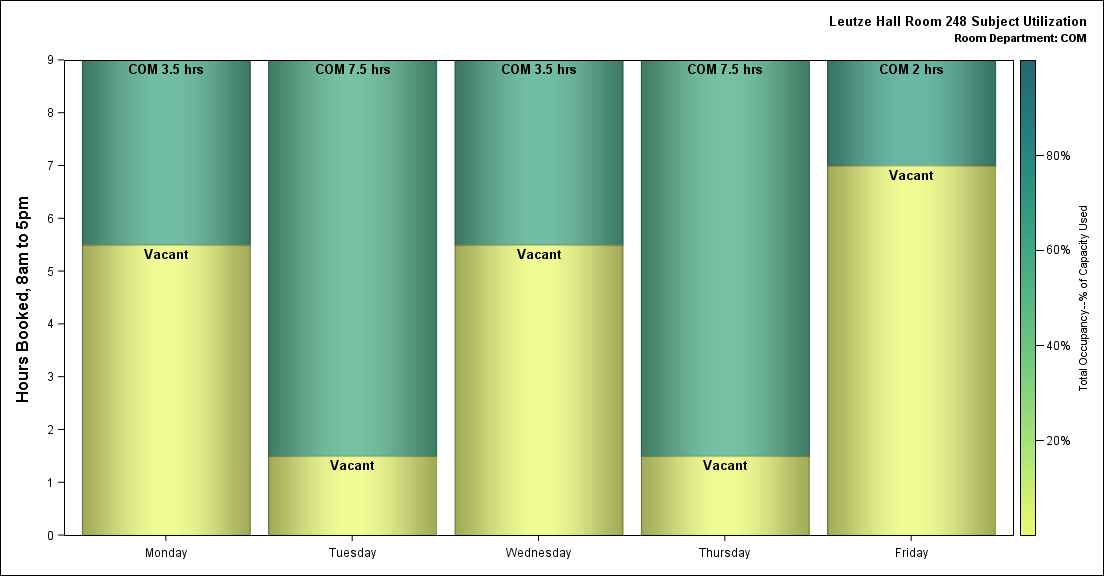 Leutze Hall Room 248 Subject Utilization
Room Department: COM
Hours Booked, 8am to 5pm
9
8
7
6
5
4
3
2
1
0
COM 3.5 hrs
COM 7.5 hrs
COM 3.5 hrs
COM 7.5 hrs
COM 2 hrs
Vacant
Vacant
Vacant
Vacant
Vacant
Monday
Tuesday
Wednesday
Thursday
Friday
80%
60%
40%
20%
Total Occupancy--% of Capacity Used